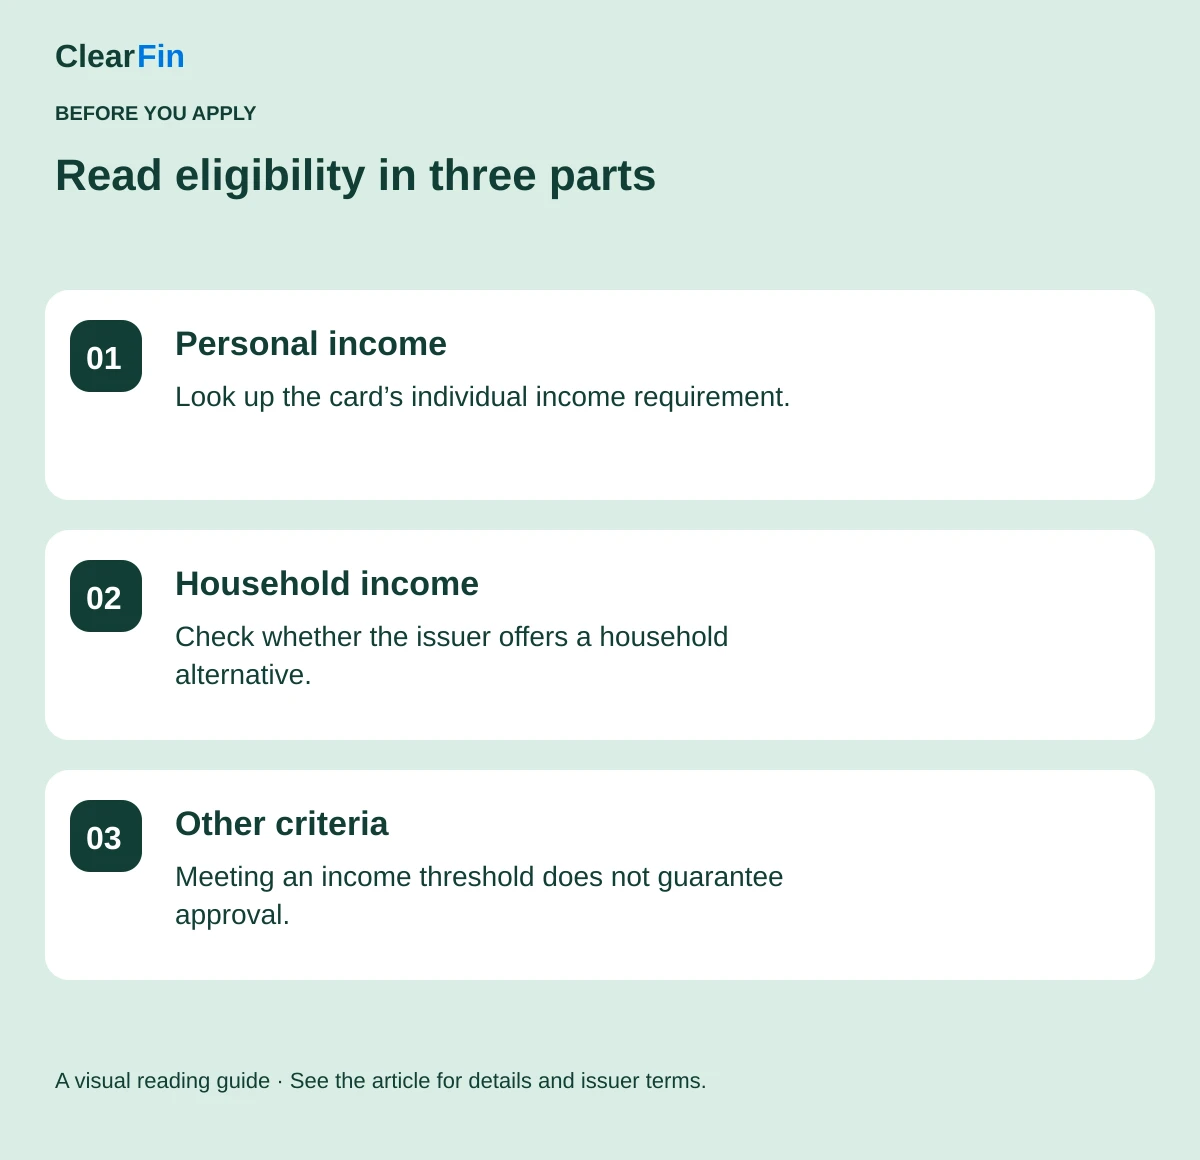 ClearFin
BEFORE YOU APPLY
Read eligibility in three parts
01
Personal income
Look up the card’s individual income requirement.
02
Household income
Check whether the issuer offers a household
alternative.
03
Other criteria
Meeting an income threshold does not guarantee
approval.
A visual reading guide · See the article for details and issuer terms.